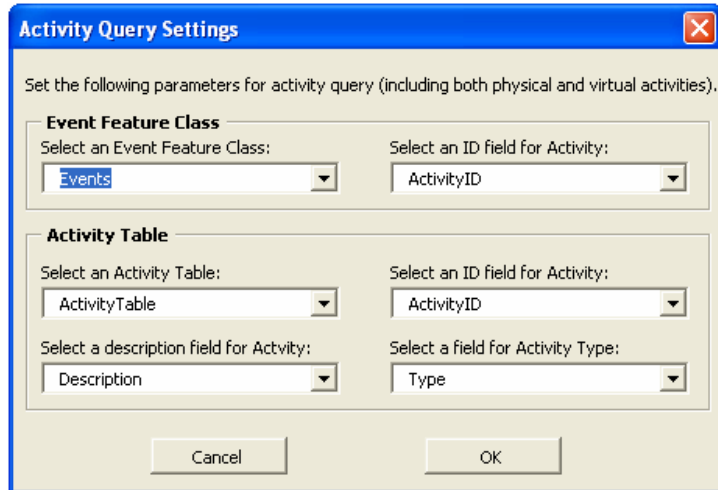 Activity Query Settings
Set the following parameters for activity query (including both physical and virtual activities).
Event Feature Class
Select an Event Feature Class:
Select an ID field for Activity:
Events
ActivityID
Activity Table
Select an Activity Table:
Select an ID field for Activity:
ActivityTable
ActivityID
Select a description field for Actvity:
Select a field for Activity Type:
Description
Type
Cancel
OK